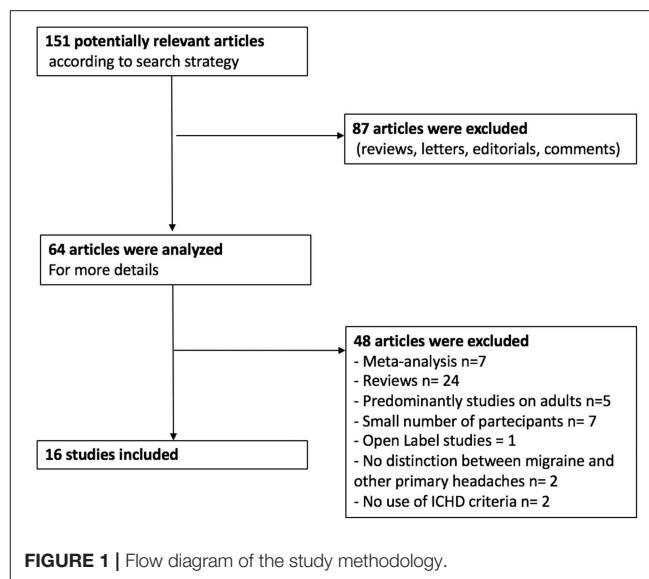 151 potentially relevant articles
according to search strategy
87 articles were excluded
(reviews, letters, editorials, comments)
64 articles were analyzed
For more details
48 articles were excluded
- Meta-analysis n=7
- Reviews n= 24
- Predominantly studies on adults n=5
- Small number of partecipants n= 7
- Open Label studies = 1
- No distinction between migraine and
other primary headaches n= 2
- No use of ICHD criteria n= 2
16 studies included
FIGURE 1 | Flow diagram of the study methodology.